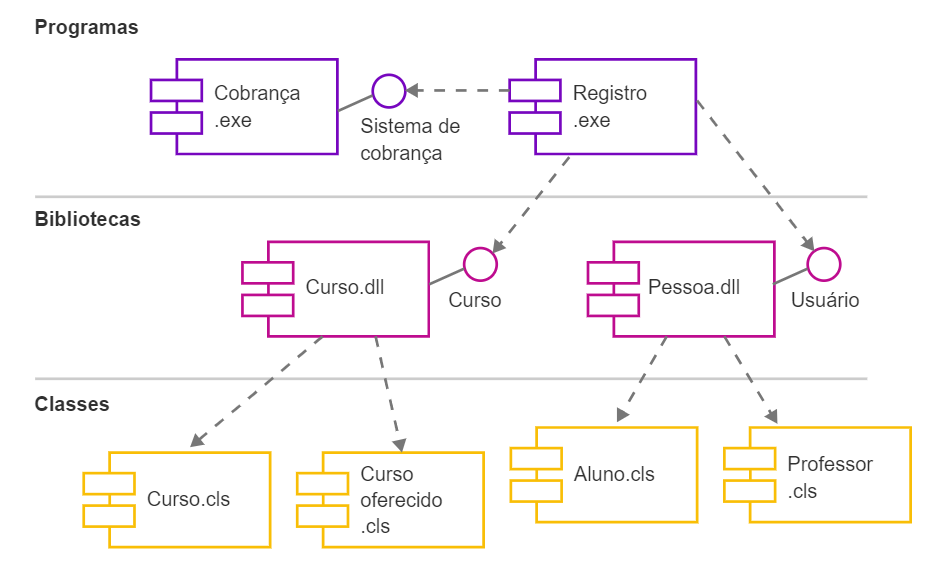 Programas
Cobrança
.exe
Sistema de
cobrança
Registro
.exe
Bibliotecas
Curso.dll
Curso
Pessoa.dll
Usuário
Classes
Curso.cls
Curso
oferecido
.cls
Aluno.cls
Professor
.cls